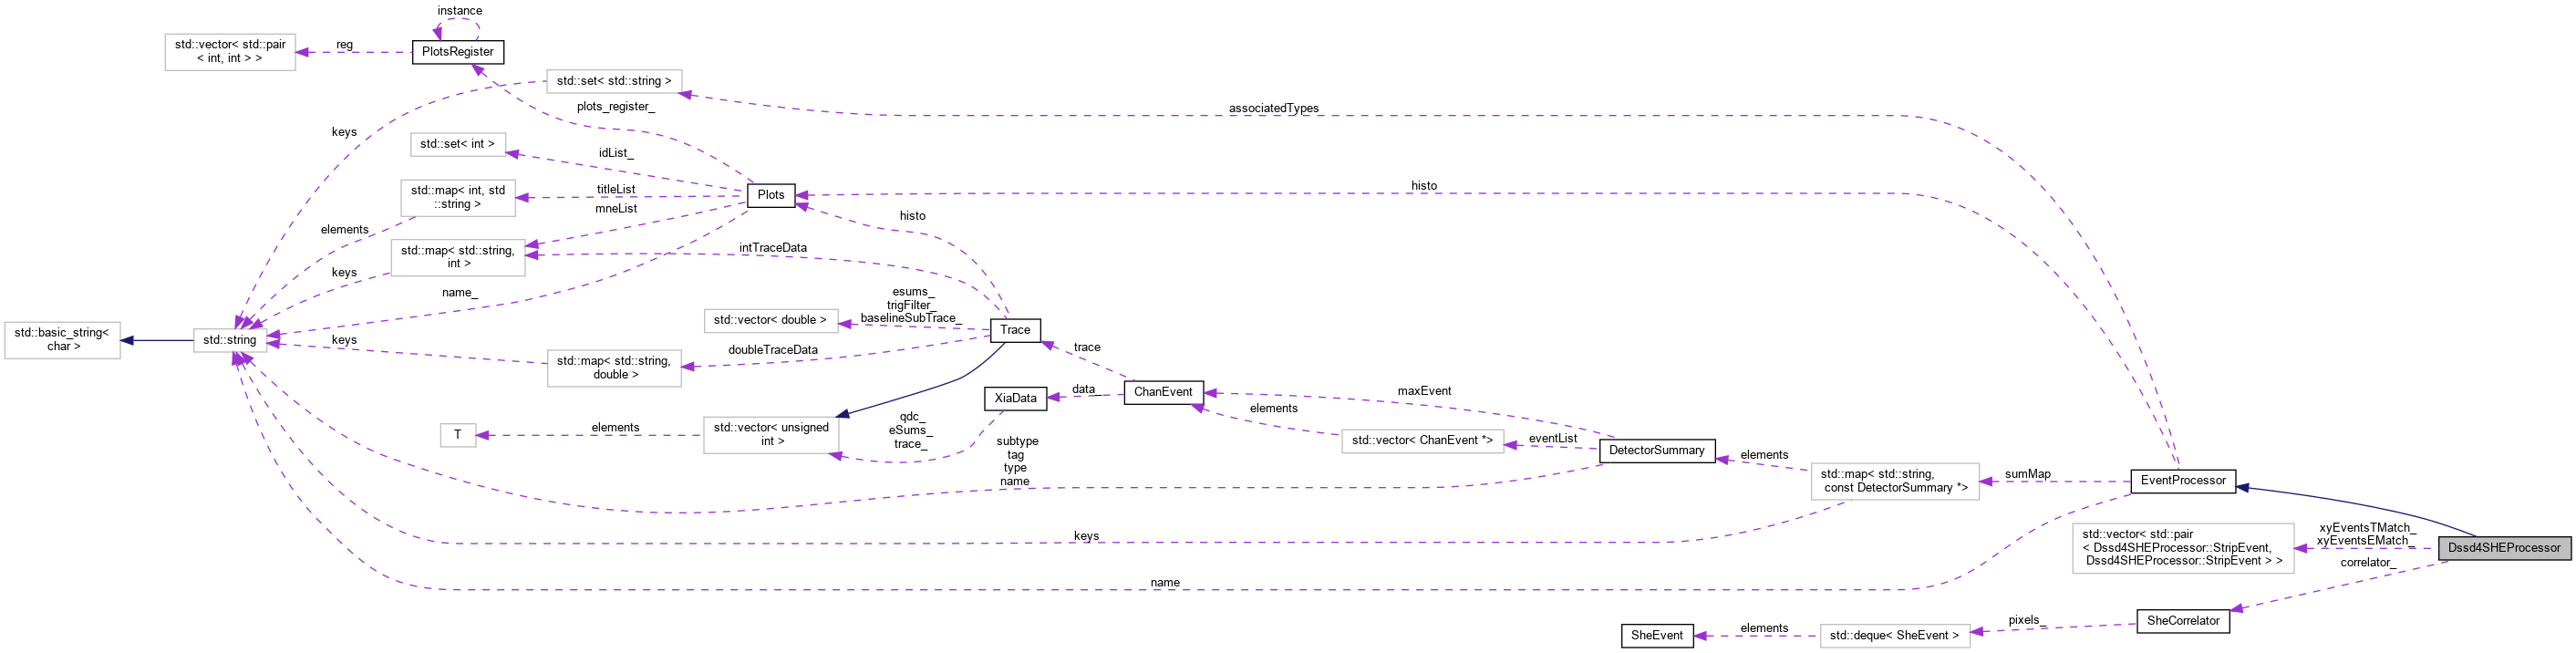 instance
std::vector< std::pair
< int, int > >
reg
PlotsRegister
std::set< std::string >
plots_register_
associatedTypes
keys
std::set< int >
idList_
std::map< int, std
::string >
titleList
Plots
histo
mneList
histo
elements
std::map< std::string,
int >
intTraceData
keys
name_
esums_
trigFilter_
baselineSubTrace_
std::vector< double >
Trace
std::basic_string<
char >
std::string
keys
std::map< std::string,
double >
doubleTraceData
trace
XiaData
data_
ChanEvent
maxEvent
elements
T
elements
std::vector< unsigned
int >
qdc_
eSums_
trace_
std::vector< ChanEvent *>
eventList
DetectorSummary
subtype
tag
type
name
elements
std::map< std::string,
const DetectorSummary *>
sumMap
EventProcessor
keys
std::vector< std::pair
< Dssd4SHEProcessor::StripEvent,
Dssd4SHEProcessor::StripEvent > >
xyEventsTMatch_
xyEventsEMatch_
Dssd4SHEProcessor
correlator_
name
SheEvent
elements
std::deque< SheEvent >
pixels_
SheCorrelator